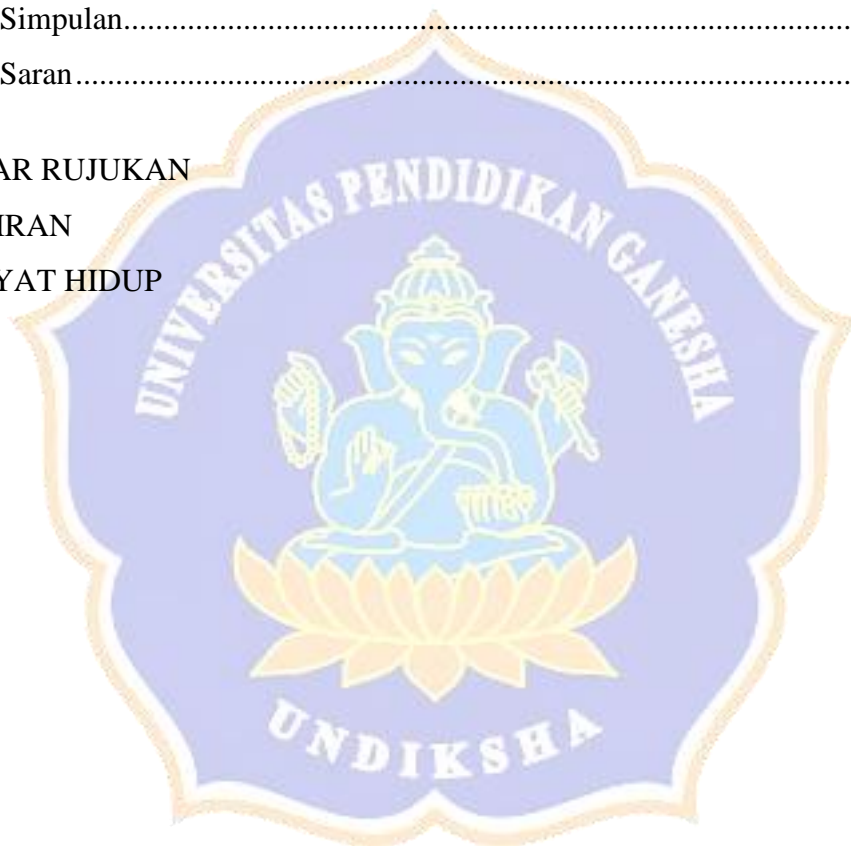 Simpulan....................................................................................................
Saran..........................................................................................................
AR RUJUKAN
IRAN
YAT HIDUP
UNIVERSITAS PENDIDIKAN GANESHA
UNDIKSHA